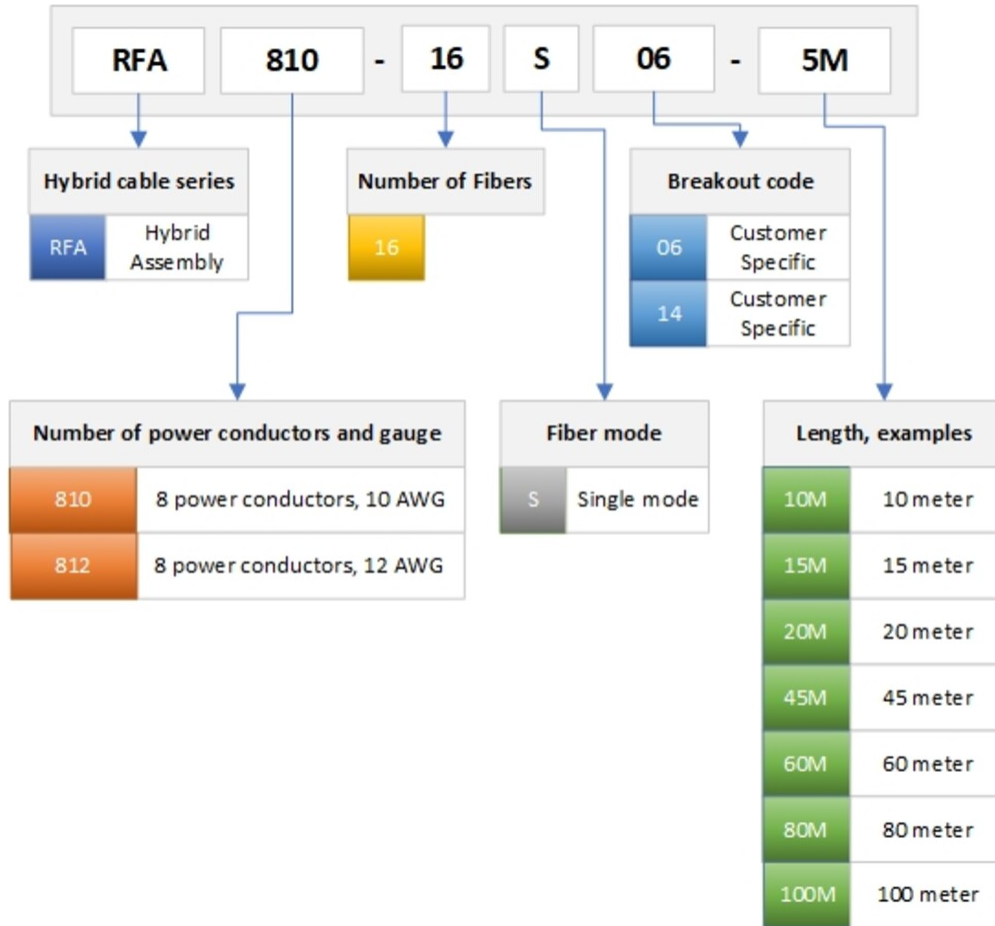 RFA 810 - 16 S 06 - 5M
Hybrid cable series
RFA Hybrid
Assembly
Number of Fibers
16
Breakout code
06 Customer
Specific
14 Customer
Specific
Number of power conductors and gauge
810 8 power conductors, 10 AWG
812 8 power conductors, 12 AWG
Fiber mode
S Single mode
Length, examples
10M 10 meter
15M 15 meter
20M 20 meter
45M 45 meter
60M 60 meter
80M 80 meter
100M 100 meter